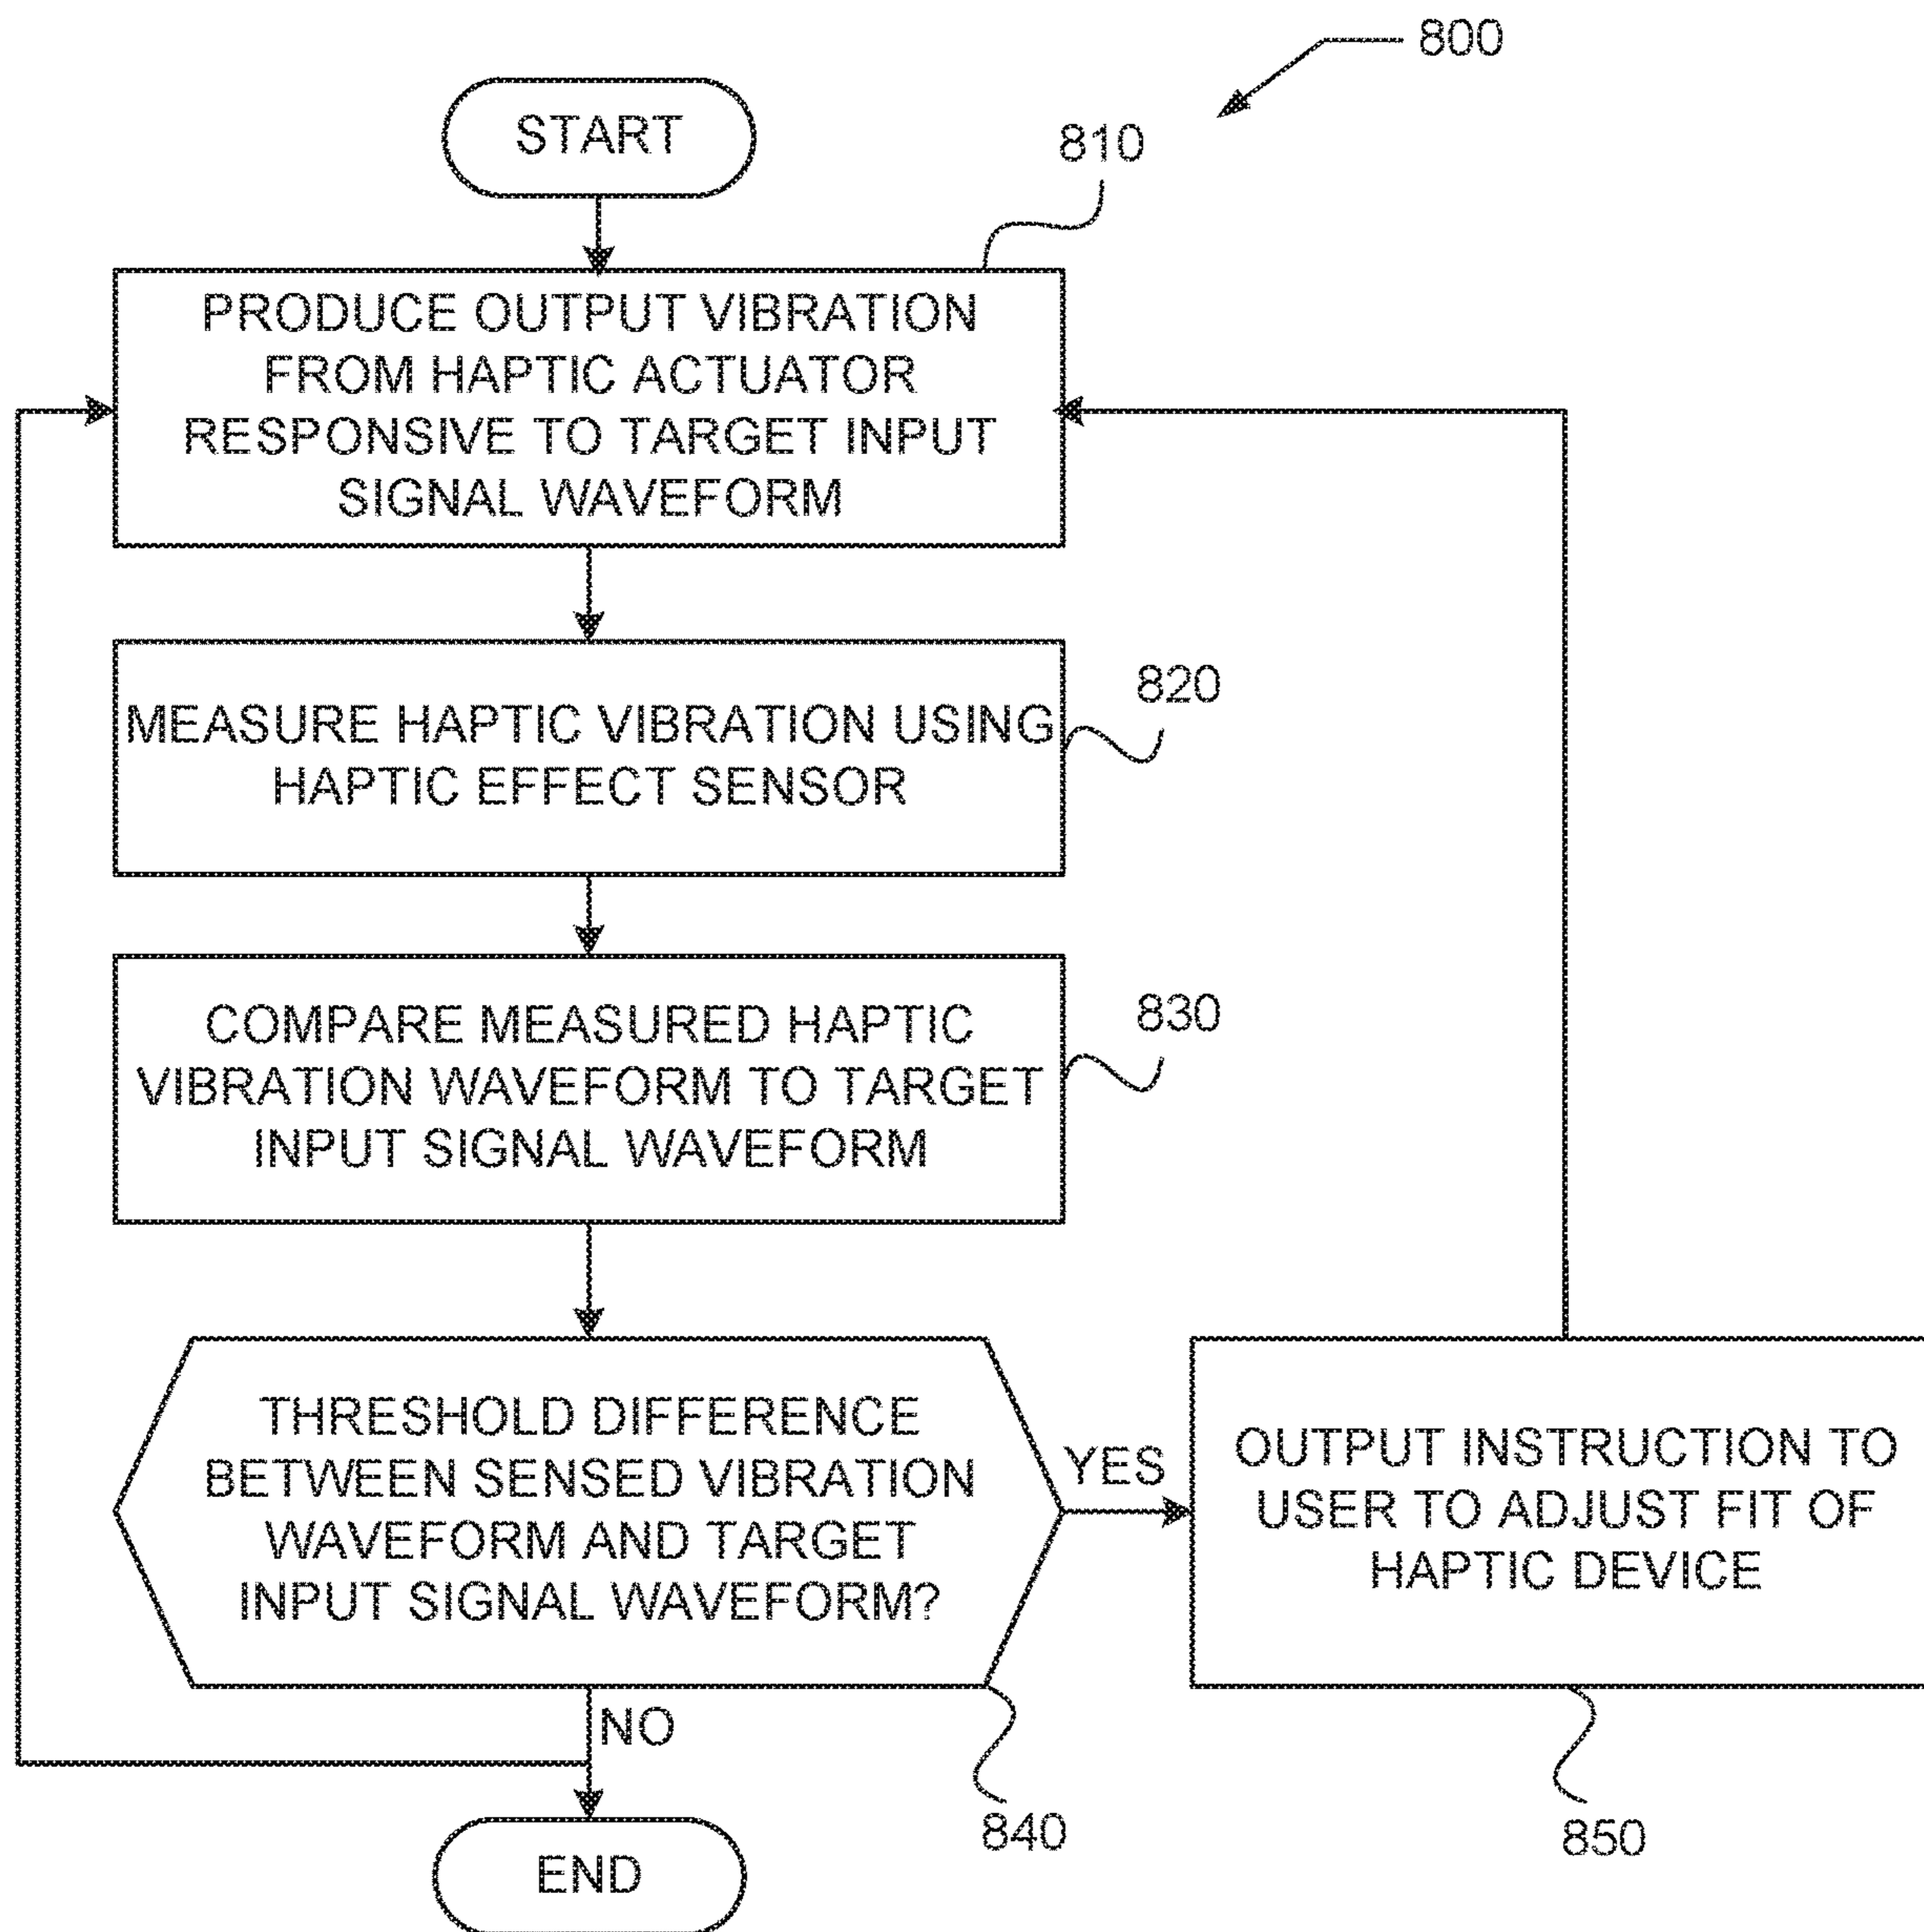 800
START
810
PRODUCE OUTPUT VIBRATION
FROM HAPTIC ACTUATOR
RESPONSIVE TO TARGET INPUT
SIGNAL WAVEFORM
820
MEASURE HAPTIC VIBRATION USING
HAPTIC EFFECT SENSOR
830
COMPARE MEASURED HAPTIC
VIBRATION WAVEFORM TO TARGET
INPUT SIGNAL WAVEFORM
THRESHOLD DIFFERENCE
BETWEEN SENSED VIBRATION
WAVEFORM AND TARGET
INPUT SIGNAL WAVEFORM?
YES
OUTPUT INSTRUCTION TO
USER TO ADJUST FIT OF
HAPTIC DEVICE
NO
840
850
END